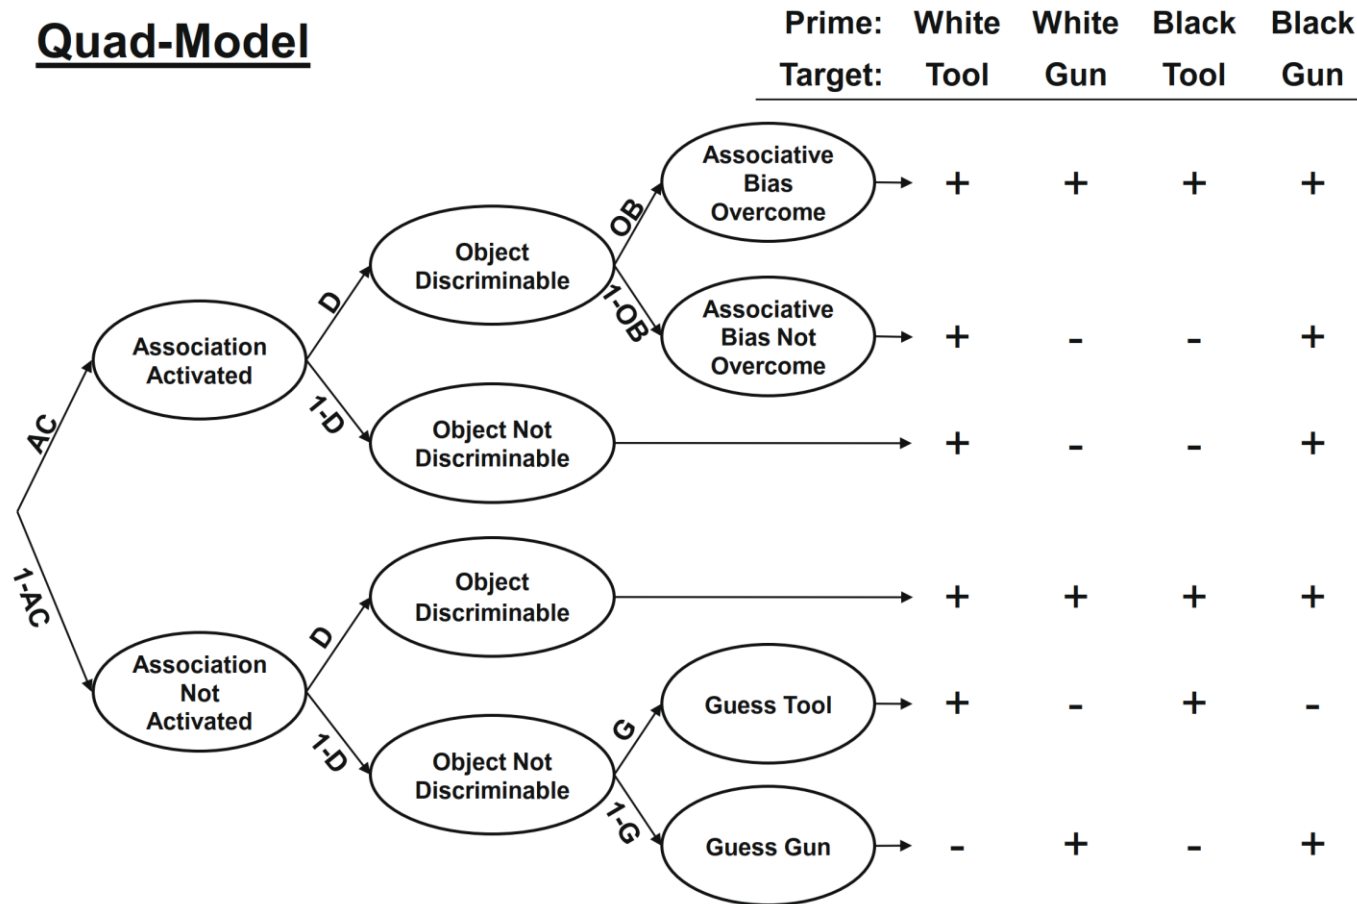 Quad-Model
Prime: White White Black Black
Target: Tool Gun Tool Gun
Associative
Bias
Overcome
+ + + +
OB
Object
Discriminable
D
1-OB
Associative
Bias Not
Overcome
+ - - +
Association
Activated
AC
1-D
Object Not
Discriminable
+ - - +
1-AC
Object
Discriminable
+ + + +
D
Association
Not
Activated
1-D
Guess Tool
+ - + -
G
Object Not
Discriminable
1-G
Guess Gun
- + - +